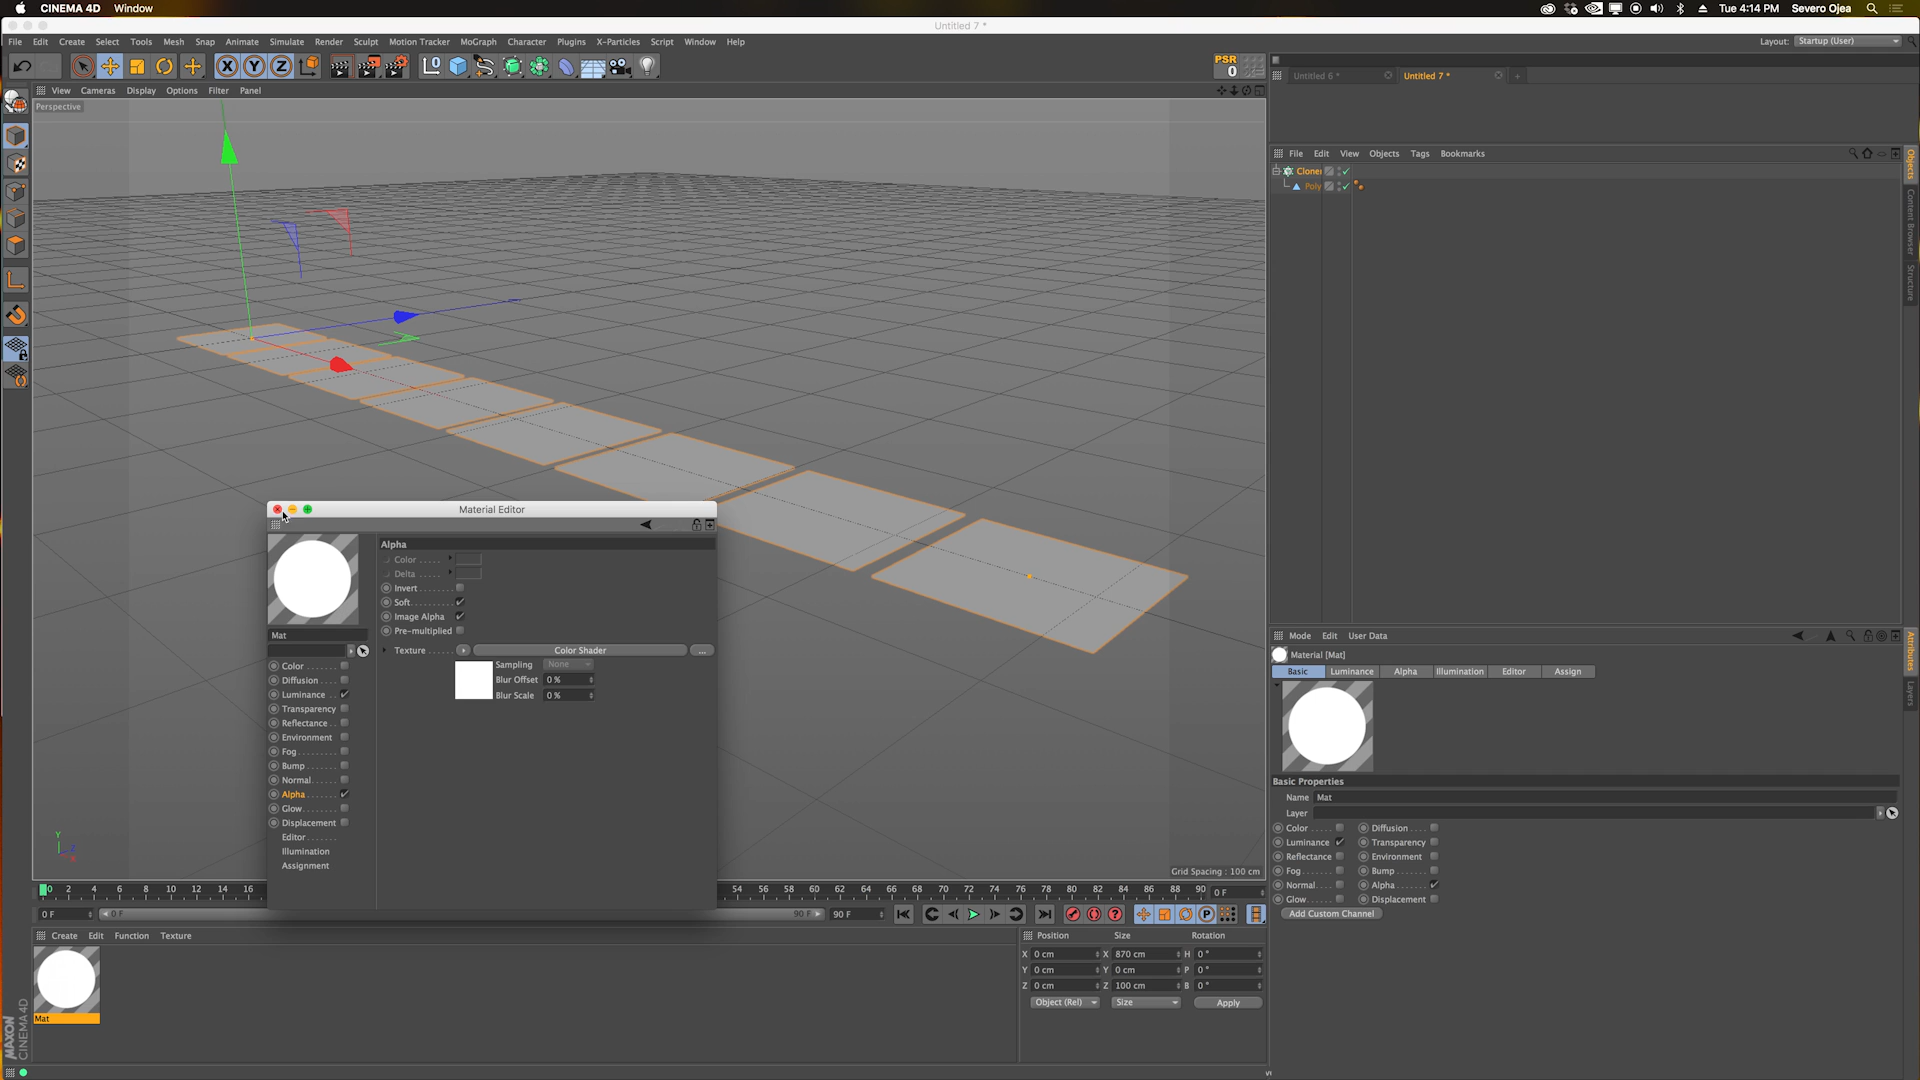 CINEMA 4D Window
Tue 4:14 PM Severo Ojea
Untitled 7 *
File Edit Create Select Tools Mesh Snap Animate Simulate Render Sculpt Motion Tracker MoGraph Character Plugins X-Particles Script Window Help
Layout: Startup (User)
PSR
0
Untitled 6 * Untitled 7 *
View Cameras Display Options Filter Panel
Perspective
File Edit View Objects Tags Bookmarks
Cloner
Poly
Objects
Content Browser
Structure
Material Editor
Alpha
Color
Delta
Invert
Soft
Image Alpha
Pre-multiplied
Texture Color Shader ...
Sampling None
Blur Offset 0 %
Blur Scale 0 %
Mat
Color
Diffusion
Luminance
Transparency
Reflectance
Environment
Fog
Bump
Normal
Alpha
Glow
Displacement
Editor
Illumination
Assignment
Y
Z
X
Grid Spacing : 100 cm
0 2 4 6 8 10 12 14 16 54 56 58 60 62 64 66 68 70 72 74 76 78 80 82 84 86 88 90 0 F
0 F 0 F 90 F 90 F
Create Edit Function Texture
Mat
MAXON
CINEMA 4D
Position Size Rotation
X 0 cm X 870 cm H 0 °
Y 0 cm Y 0 cm P 0 °
Z 0 cm Z 100 cm B 0 °
Object (Rel) Size Apply
Mode Edit User Data
Material [Mat]
Basic Luminance Alpha Illumination Editor Assign
Basic Properties
Name Mat
Layer
Color Diffusion
Luminance Transparency
Reflectance Environment
Fog Bump
Normal Alpha
Glow Displacement
Add Custom Channel
Attributes
Layers